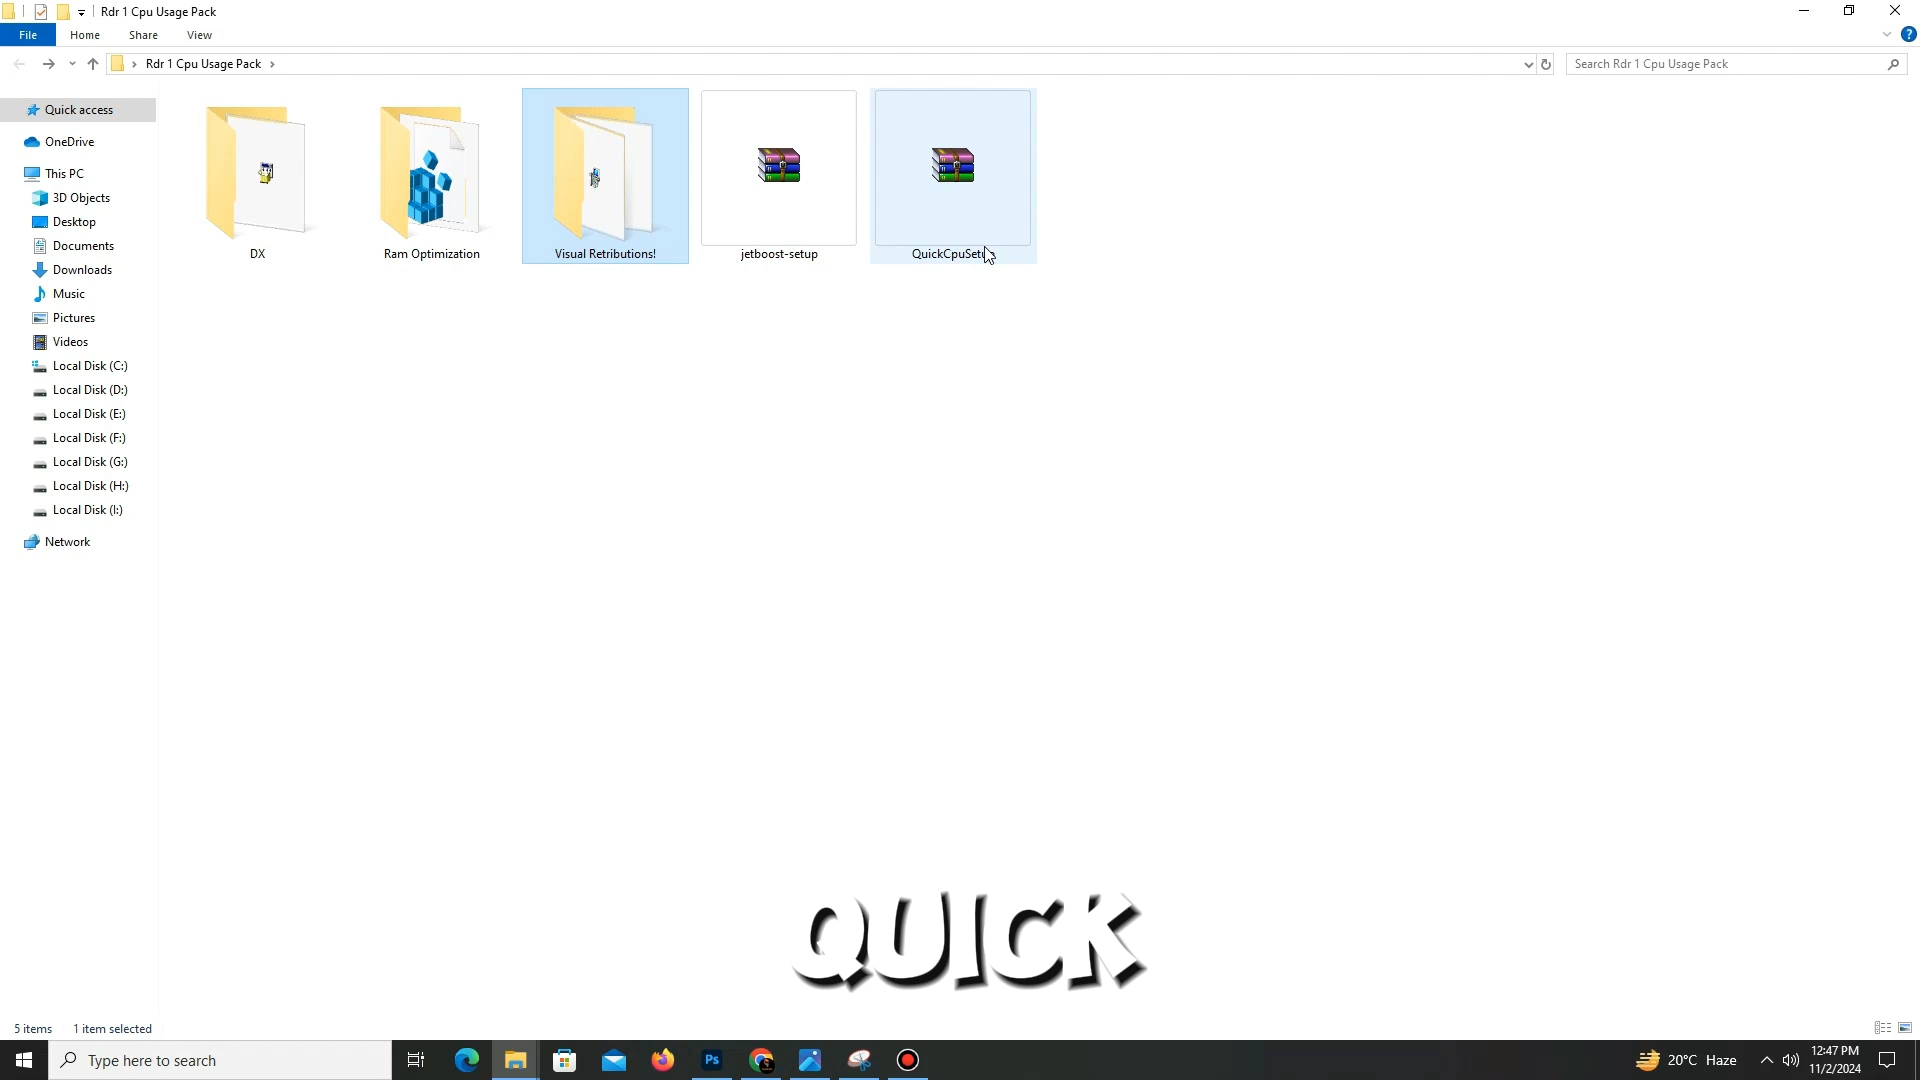 Rdr 1 Cpu Usage Pack
File Home Share View
Rdr 1 Cpu Usage Pack
Search Rdr 1 Cpu Usage Pack
Quick access
OneDrive
This PC
3D Objects
Desktop
Documents
Downloads
Music
Pictures
Videos
Local Disk (C:)
Local Disk (D:)
Local Disk (E:)
Local Disk (F:)
Local Disk (G:)
Local Disk (H:)
Local Disk (I:)
Network
DX
Ram Optimization
Visual Retributions!
jetboost-setup
QuickCpuSetup
QUICK
5 items 1 item selected
Type here to search
Ps
20°C Haze
12:47 PM
11/2/2024